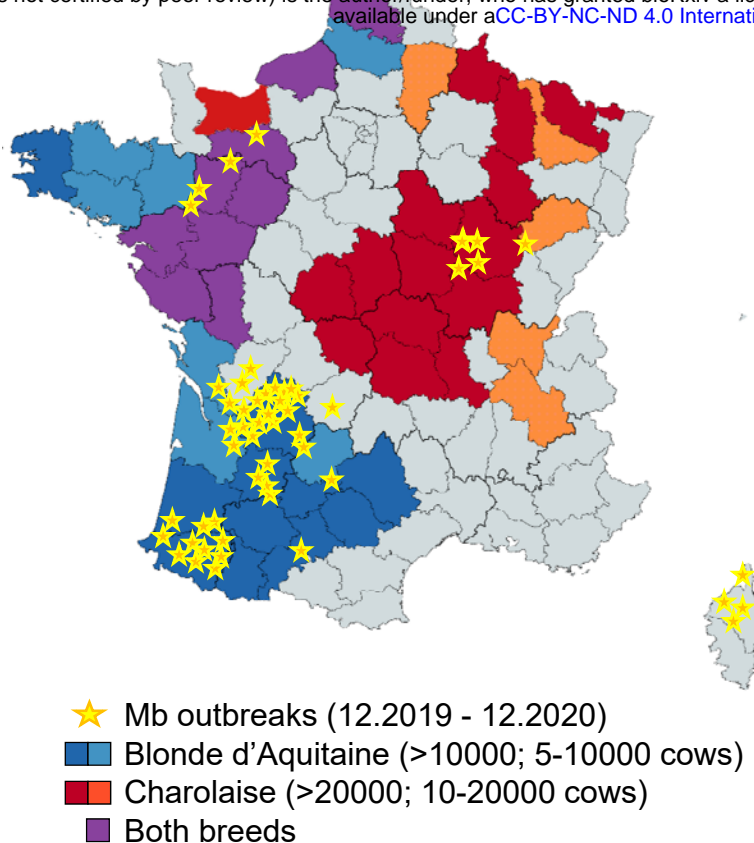 available under aCC-BY-NC-ND 4.0 Internati
Mb outbreaks (12.2019 - 12.2020)
Blonde d'Aquitaine (>10000; 5-10000 cows)
Charolaise (>20000; 10-20000 cows)
Both breeds